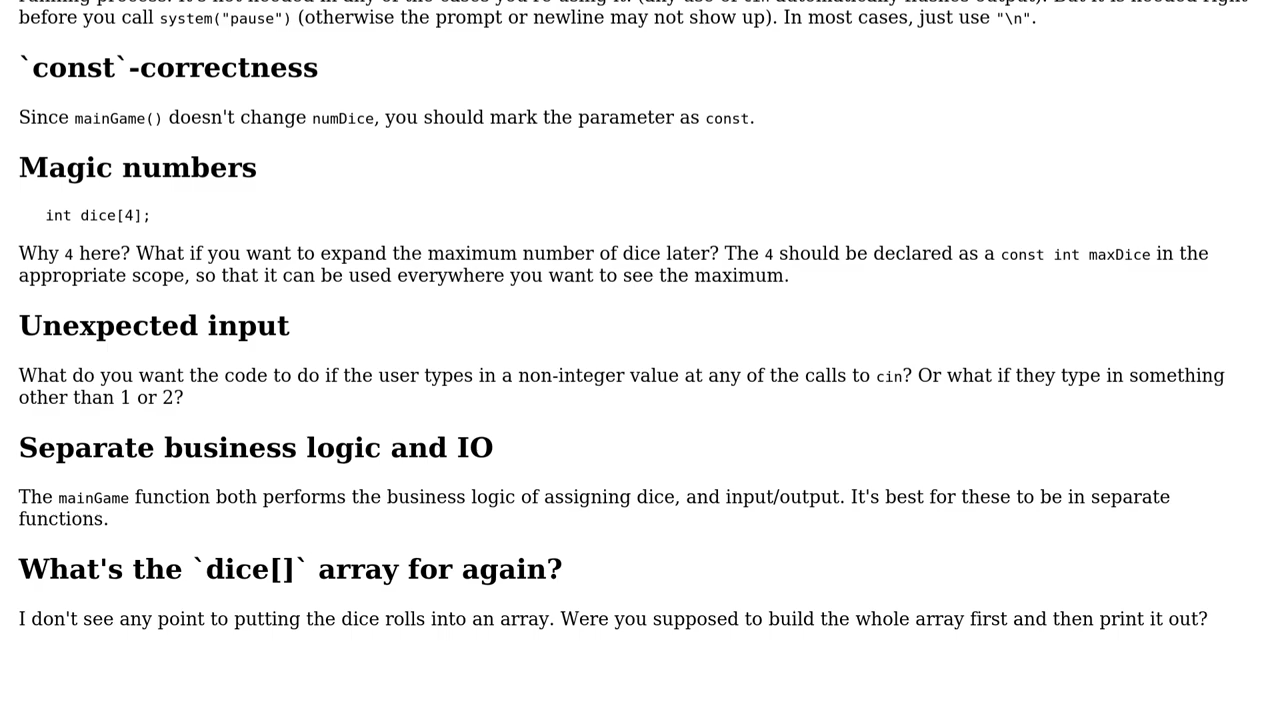 before you call system("pause") (otherwise the prompt or newline may not show up). In most cases, just use "\n".
`const`-correctness
Since mainGame() doesn't change numDice, you should mark the parameter as const.
Magic numbers
int dice[4];
Why 4 here? What if you want to expand the maximum number of dice later? The 4 should be declared as a const int maxDice in the
appropriate scope, so that it can be used everywhere you want to see the maximum.
Unexpected input
What do you want the code to do if the user types in a non-integer value at any of the calls to cin? Or what if they type in something
other than 1 or 2?
Separate business logic and IO
The mainGame function both performs the business logic of assigning dice, and input/output. It's best for these to be in separate
functions.
What's the `dice[]` array for again?
I don't see any point to putting the dice rolls into an array. Were you supposed to build the whole array first and then print it out?